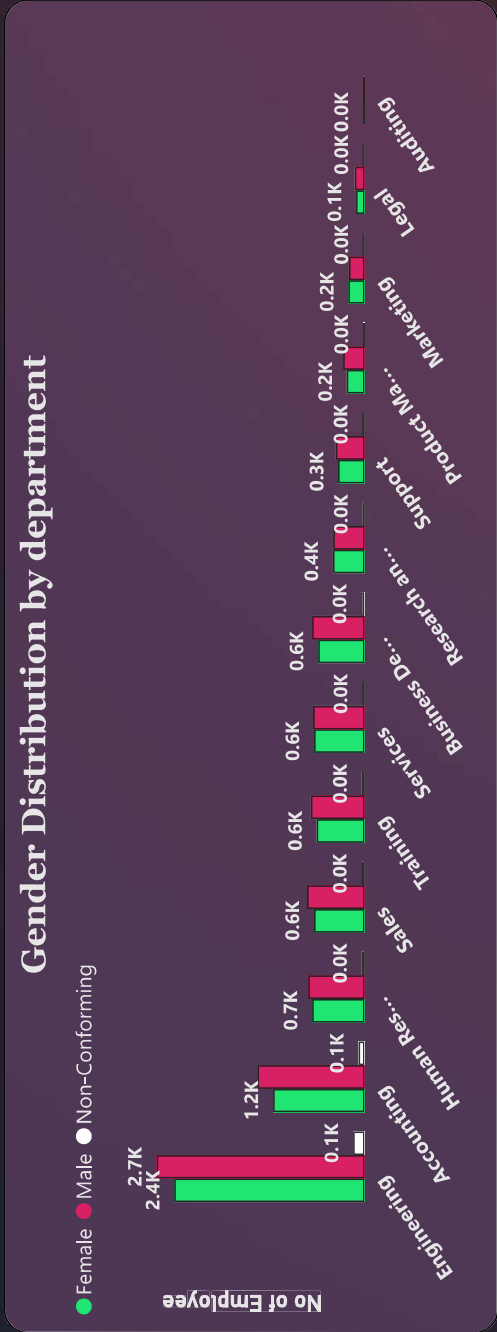 Gender Distribution by department
Female Male Non-Conforming
No of Employee
2.4K
2.7K
0.1K
1.2K
0.1K
0.7K
0.0K
0.6K
0.0K
0.6K
0.0K
0.6K
0.0K
0.6K
0.0K
0.4K
0.0K
0.3K
0.0K
0.2K
0.0K
0.2K
0.0K
0.1K
0.0K
0.0K
Engineering
Accounting
Human Res...
Sales
Training
Services
Business De...
Research an...
Support
Product Ma...
Marketing
Legal
Auditing